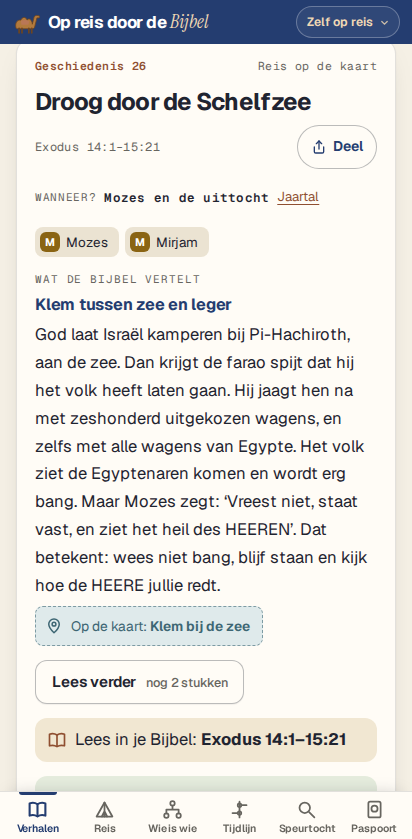 Op reis door de Bijbel
Zelf op reis
Geschiedenis 26
Reis op de kaart
Droog door de Schelfzee
Exodus 14:1–15:21
Deel
WANNEER? Mozes en de uittocht Jaartal
M Mozes
M Mirjam
WAT DE BIJBEL VERTELT
Klem tussen zee en leger
God laat Israël kamperen bij Pi-Hachiroth,
aan de zee. Dan krijgt de farao spijt dat hij
het volk heeft laten gaan. Hij jaagt hen na
met zeshonderd uitgekozen wagens, en
zelfs met alle wagens van Egypte. Het volk
ziet de Egyptenaren komen en wordt erg
bang. Maar Mozes zegt: ‘Vreest niet, staat
vast, en ziet het heil des HEEREN’. Dat
betekent: wees niet bang, blijf staan en kijk
hoe de HEERE jullie redt.
Op de kaart: Klem bij de zee
Lees verder nog 2 stukken
Lees in je Bijbel: Exodus 14:1–15:21
Verhalen
Reis
Wie is wie
Tijdlijn
Speurtocht
Paspoort